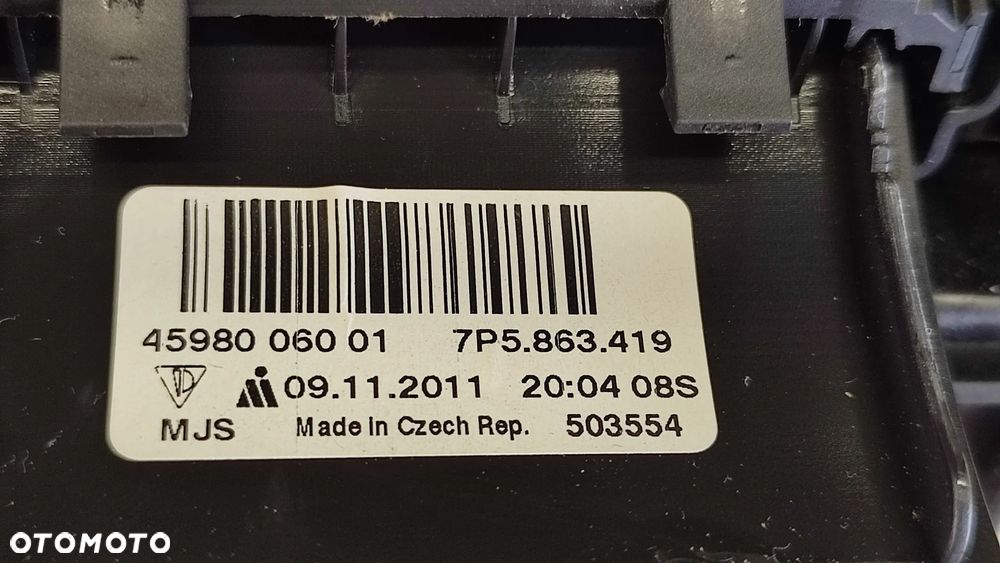 45980 060 01 7P5.863.419
09.11.2011 20:04 08S
MJS Made in Czech Rep. 503554
OTOMOTO